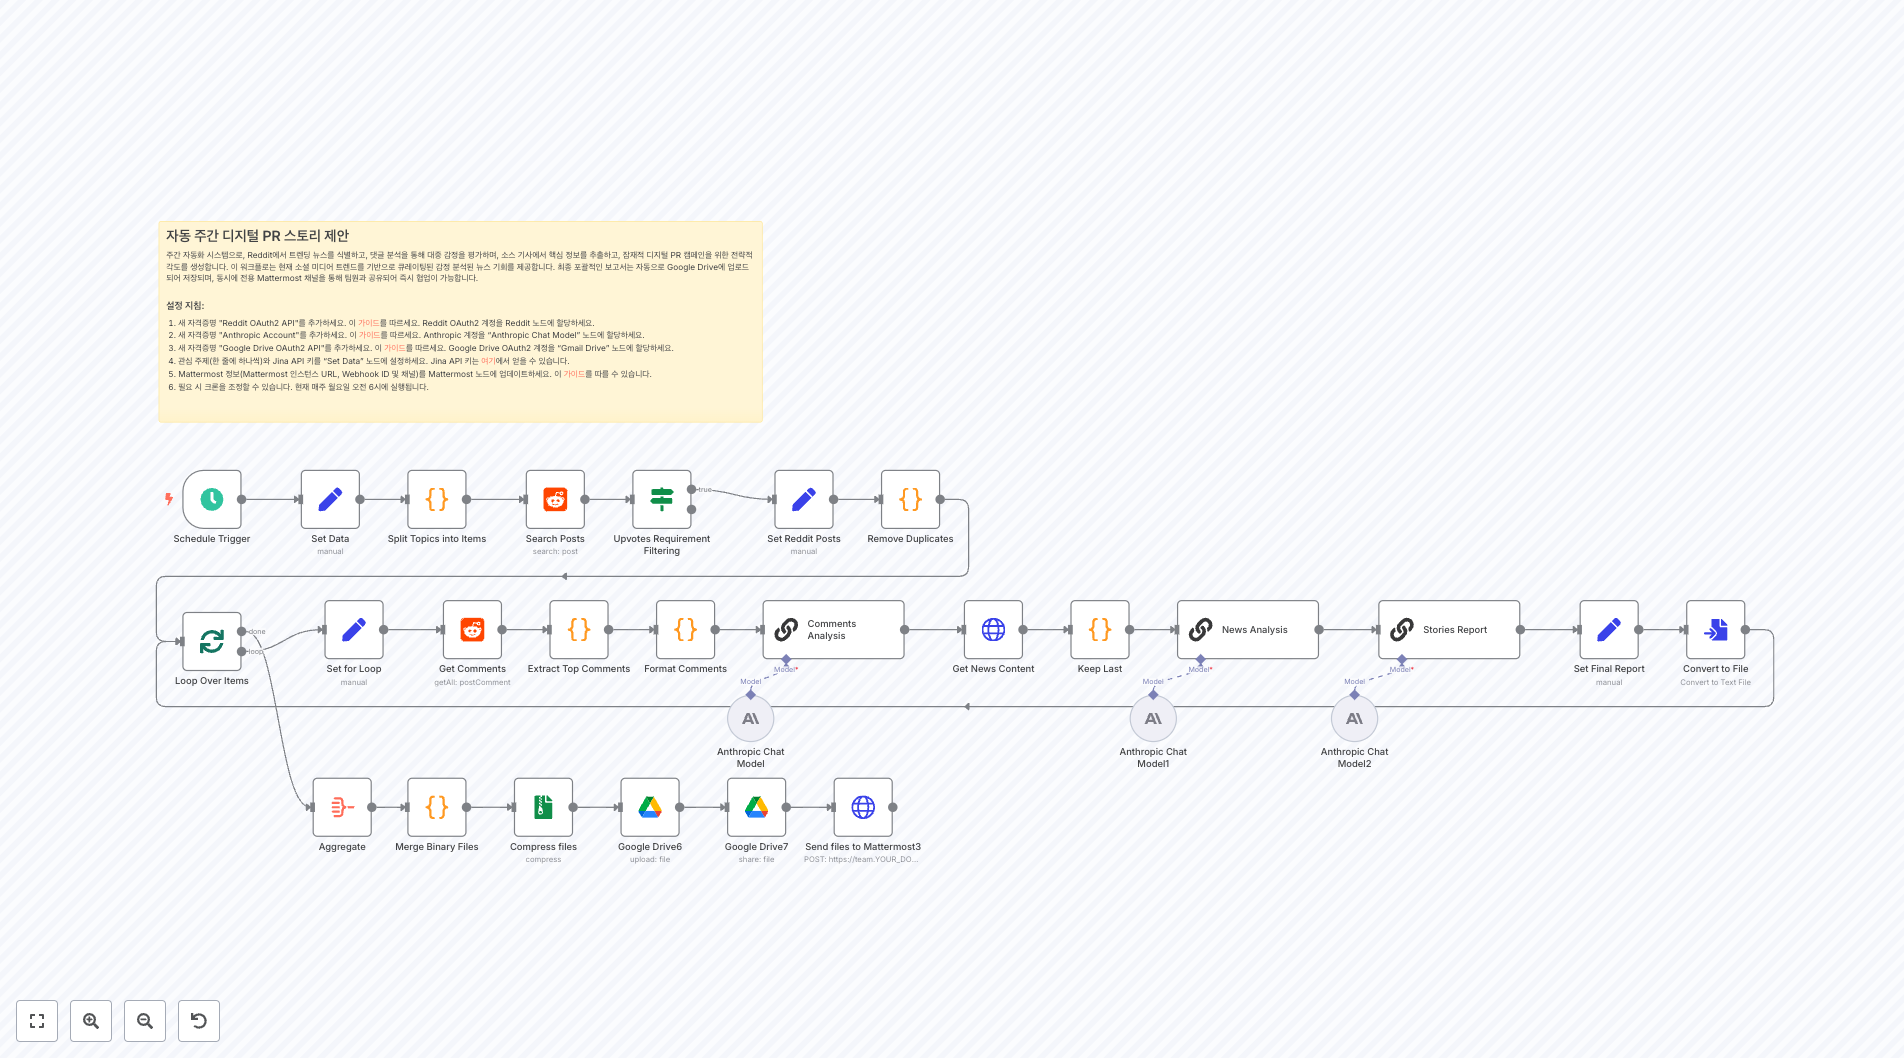 자동 주간 디지털 PR 스토리 제안
주간 자동화 시스템으로, Reddit에서 트렌딩 뉴스를 식별하고, 댓글 분석을 통해 대중 감정을 평가하며, 소스 기사에서 핵심 정보를 추출하고, 잠재적 디지털 PR 캠페인을 위한 전략적
각도를 생성합니다. 이 워크플로는 현재 소셜 미디어 트렌드를 기반으로 큐레이팅된 감정 분석된 뉴스 기회를 제공합니다. 최종 포괄적인 보고서는 자동으로 Google Drive에 업로드
되어 저장되며, 동시에 전용 Mattermost 채널을 통해 팀원과 공유되어 즉시 협업이 가능합니다.
설정 지침:
1. 새 자격증명 "Reddit OAuth2 API"를 추가하세요. 이 가이드를 따르세요. Reddit OAuth2 계정을 Reddit 노드에 할당하세요.
2. 새 자격증명 "Anthropic Account"를 추가하세요. 이 가이드를 따르세요. Anthropic 계정을 "Anthropic Chat Model" 노드에 할당하세요.
3. 새 자격증명 "Google Drive OAuth2 API"를 추가하세요. 이 가이드를 따르세요. Google Drive OAuth2 계정을 "Gmail Drive" 노드에 할당하세요.
4. 관심 주제(한 줄에 하나씩)와 Jina API 키를 "Set Data" 노드에 설정하세요. Jina API 키는 여기에서 얻을 수 있습니다.
5. Mattermost 정보(Mattermost 인스턴스 URL, Webhook ID 및 채널)를 Mattermost 노드에 업데이트하세요. 이 가이드를 따를 수 있습니다.
6. 필요 시 크론을 조정할 수 있습니다. 현재 매주 월요일 오전 6시에 실행됩니다.
true
Schedule Trigger
Set Data
manual
Split Topics into Items
Search Posts
search: post
Upvotes Requirement
Filtering
Set Reddit Posts
manual
Remove Duplicates
done
loop
Loop Over Items
Set for Loop
manual
Get Comments
getAll: postComment
Extract Top Comments
Format Comments
Comments
Analysis
Model*
Model
Anthropic Chat
Model
Get News Content
Keep Last
News Analysis
Model*
Model
Anthropic Chat
Model1
Stories Report
Model*
Model
Anthropic Chat
Model2
Set Final Report
manual
Convert to File
Convert to Text File
Aggregate
Merge Binary Files
Compress files
compress
Google Drive6
upload: file
Google Drive7
share: file
Send files to Mattermost3
POST: https://team.YOUR_DO...